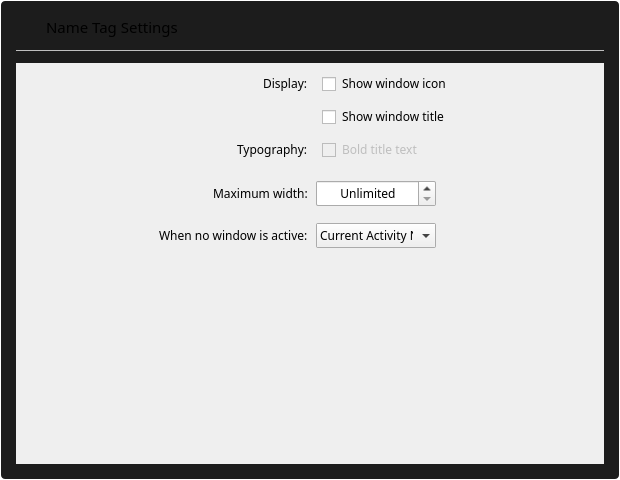 Name Tag Settings
Display: Show window icon
Show window title
Typography: Bold title text
Maximum width: Unlimited
When no window is active: Current Activity